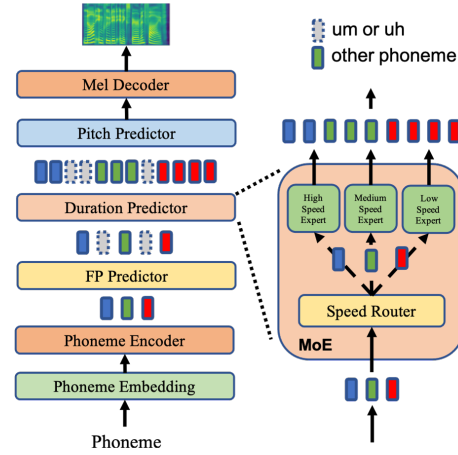 um or uh
other phoneme
Mel Decoder
Pitch Predictor
Duration Predictor
FP Predictor
Phoneme Encoder
Phoneme Embedding
Phoneme
High
Speed
Expert
Medium
Speed
Expert
Low
Speed
Expert
Speed Router
MoE